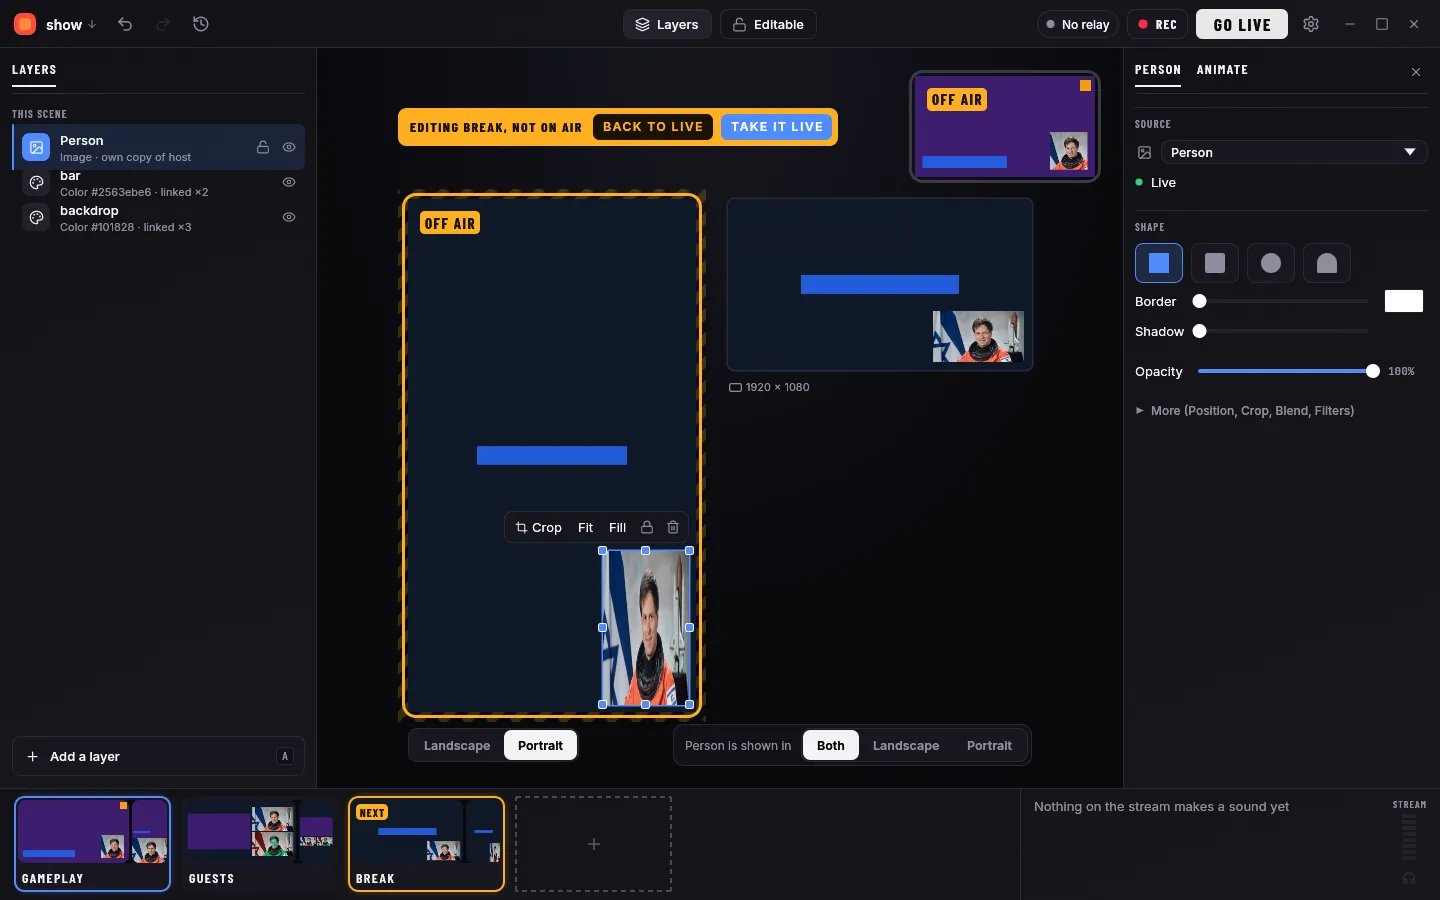 show
Layers
Editable
No relay
REC
GO LIVE
LAYERS
THIS SCENE
Person
Image · own copy of host
bar
Color #2563ebe6 · linked ×2
backdrop
Color #101828 · linked ×3
Add a layer
A
EDITING BREAK, NOT ON AIR
BACK TO LIVE
TAKE IT LIVE
OFF AIR
OFF AIR
1920 × 1080
Crop
Fit
Fill
Landscape
Portrait
Person is shown in
Both
Landscape
Portrait
PERSON
ANIMATE
SOURCE
Person
Live
SHAPE
Border
Shadow
Opacity
100%
More (Position, Crop, Blend, Filters)
GAMEPLAY
GUESTS
NEXT
BREAK
Nothing on the stream makes a sound yet
STREAM